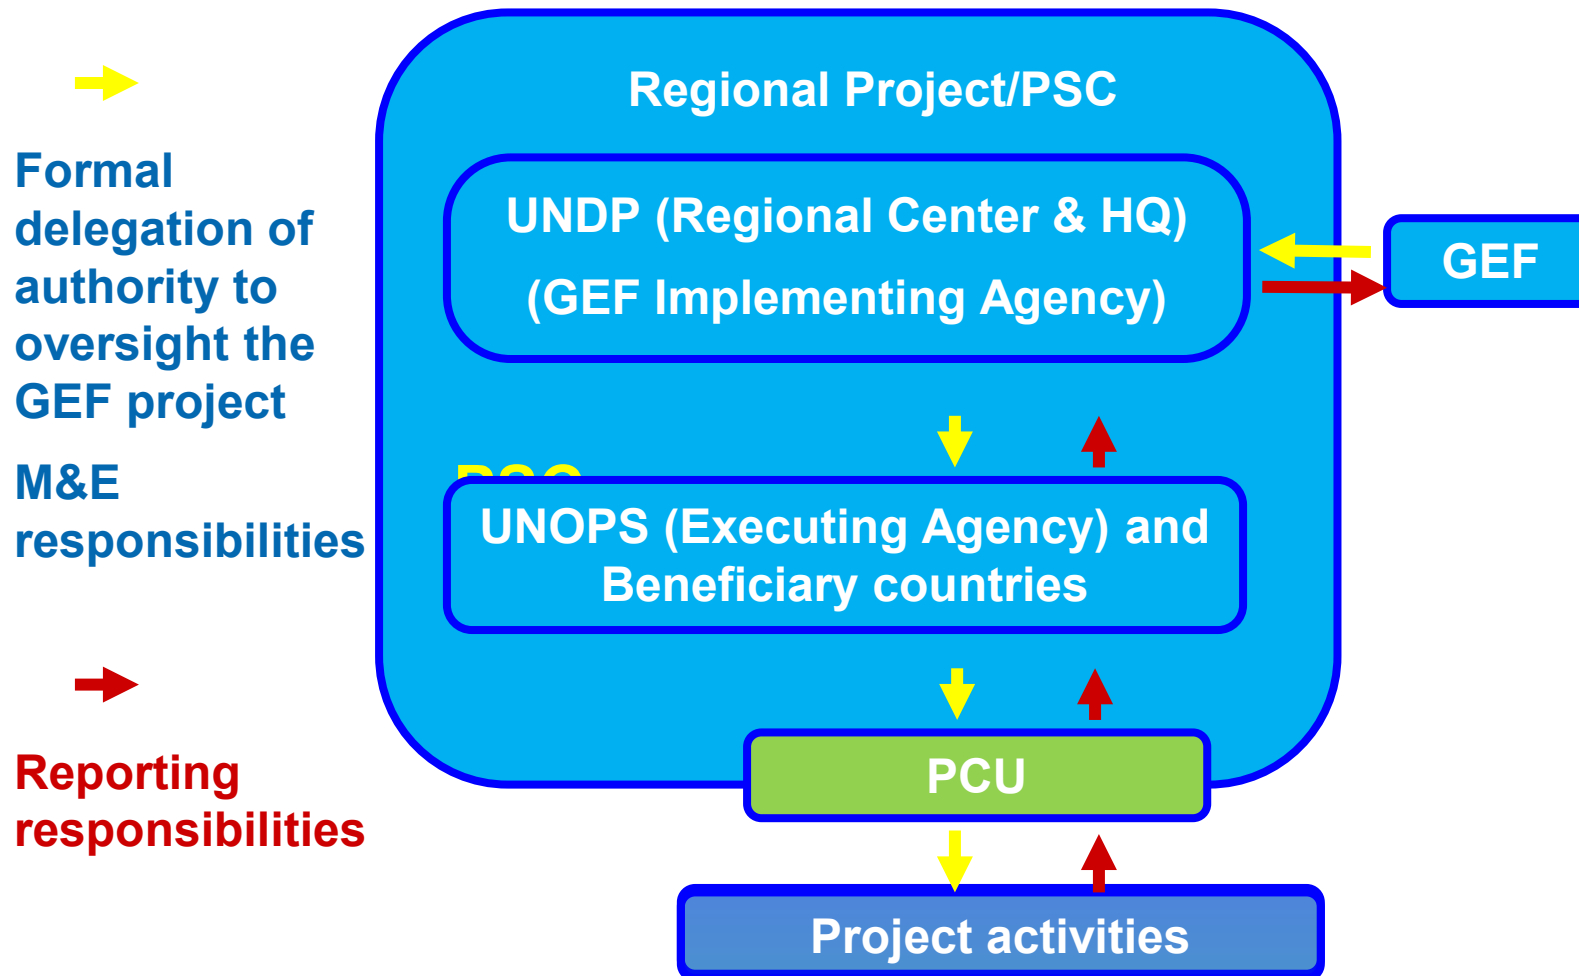 Regional Project/PSC
Formal
delegation of
authority to
oversight the
GEF project
M&E
responsibilities
UNDP (Regional Center & HQ)
(GEF Implementing Agency)
GEF
UNOPS (Executing Agency) and
Beneficiary countries
Reporting
responsibilities
PCU
Project activities